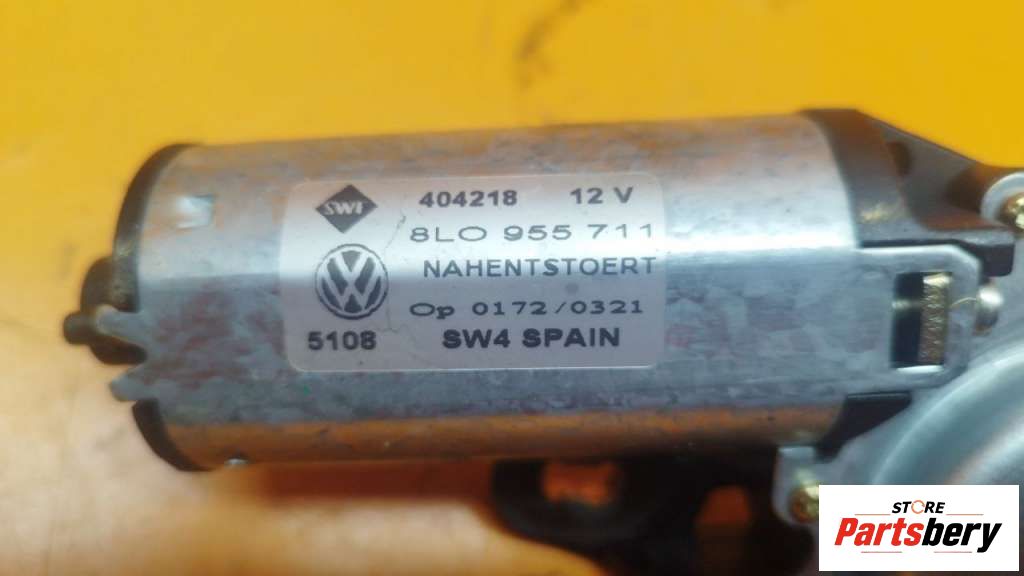 SWF 404218 12 V
8LO 955 711
NAHENTSTOERT
Op 0172/0321
5108 SW4 SPAIN
STORE
Partsbery